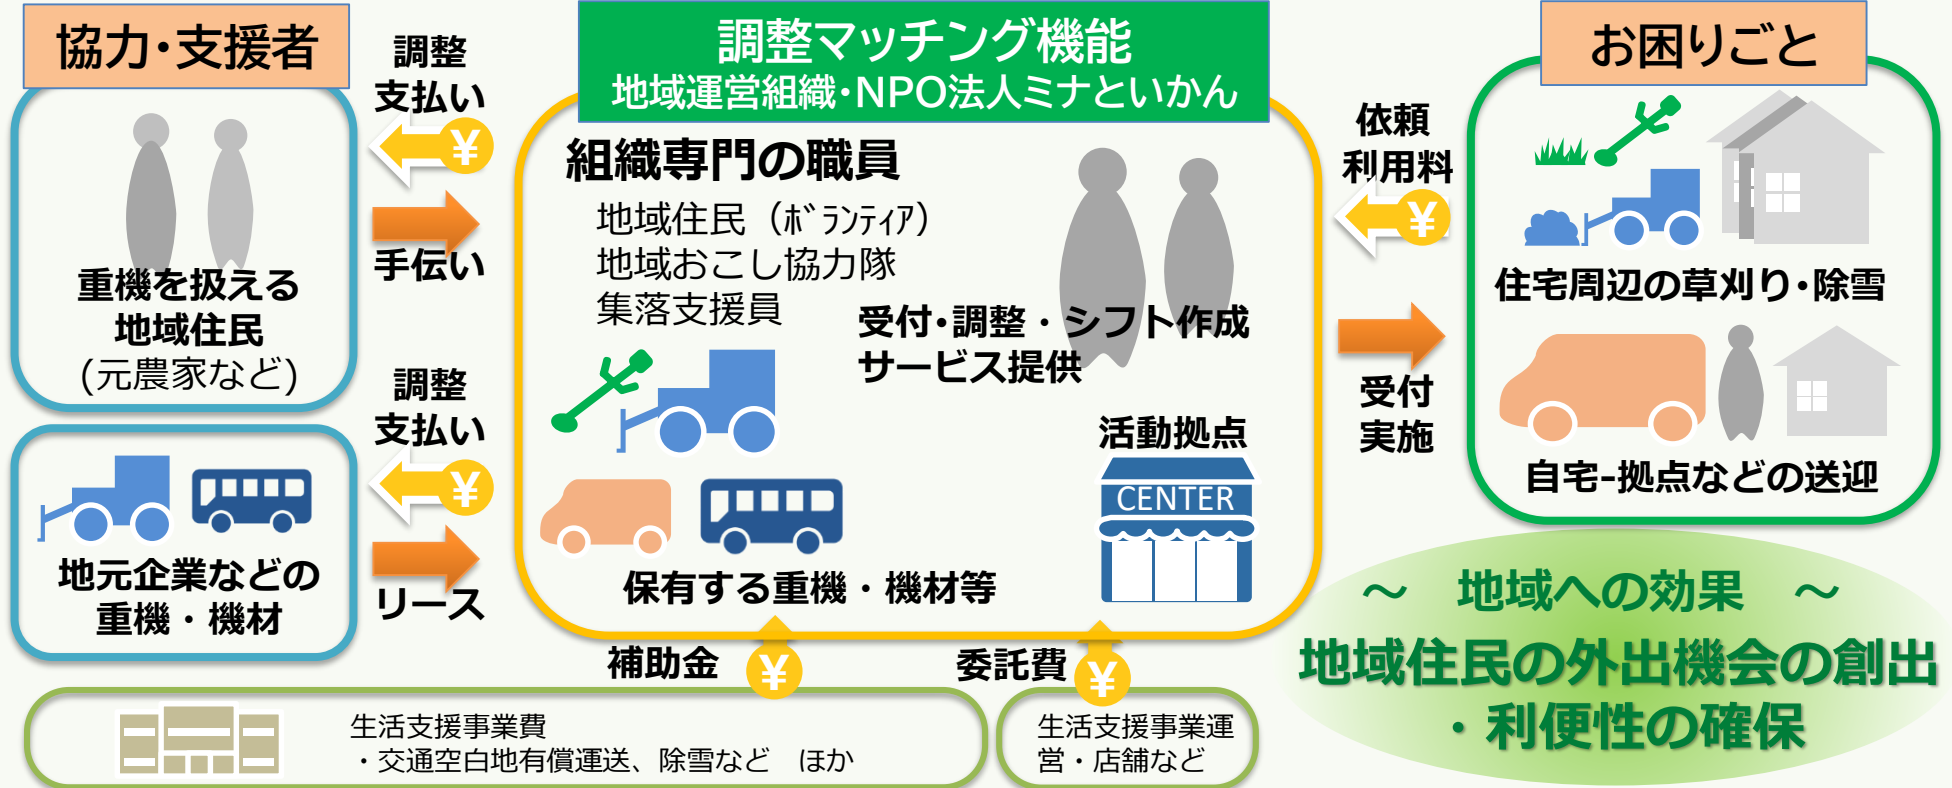 協力・支援者
重機を扱える
地域住民
(元農家など)
地元企業などの
重機・機材
調整
支払い
¥
手伝い
調整
支払い
¥
リース
調整マッチング機能
地域運営組織・NPO法人ミナといかん
組織専門の職員
地域住民（ﾎﾞﾗﾝﾃｨｱ）
地域おこし協力隊
集落支援員
受付・調整・シフト作成
サービス提供
活動拠点
CENTER
保有する重機・機材等
依頼
利用料
¥
受付
実施
お困りごと
住宅周辺の草刈り・除雪
自宅-拠点などの送迎
補助金
¥
委託費
¥
生活支援事業費
・交通空白地有償運送、除雪など　ほか
生活支援事業運
営・店舗など
～　地域への効果　～
地域住民の外出機会の創出
・利便性の確保